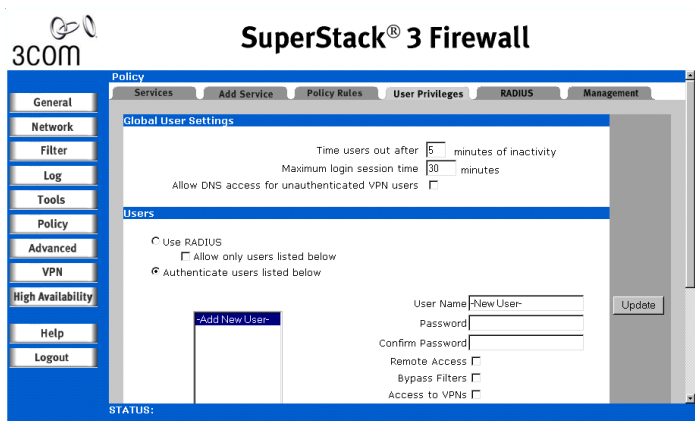 3COM
SuperStack® 3 Firewall
Policy
Services Add Service Policy Rules User Privileges RADIUS Management
General
Network
Filter
Log
Tools
Policy
Advanced
VPN
High Availability
Help
Logout
Global User Settings
Time users out after 5 minutes of inactivity
Maximum login session time 30 minutes
Allow DNS access for unauthenticated VPN users
Users
Use RADIUS
Allow only users listed below
Authenticate users listed below
-Add New User-
User Name -New User-
Password
Confirm Password
Remote Access
Bypass Filters
Access to VPNs
Update
STATUS: